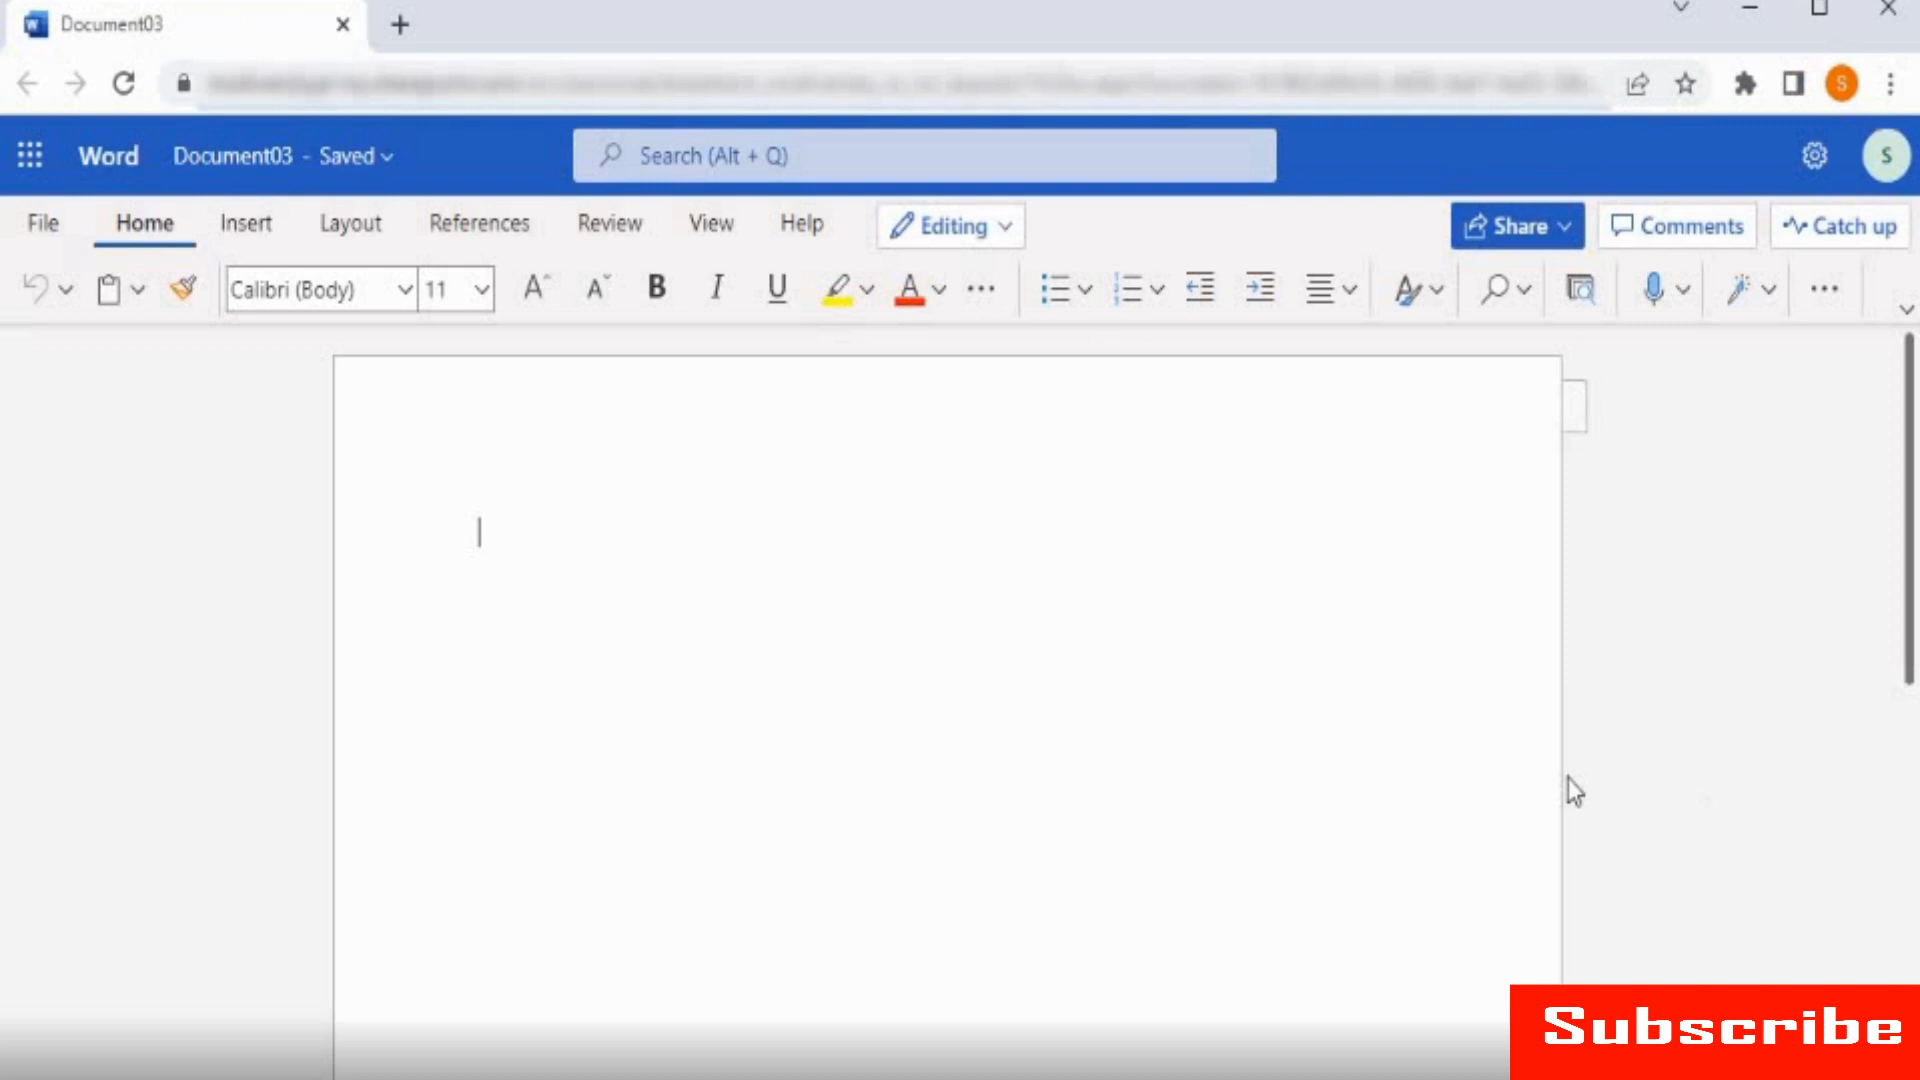 Document03
S
Word Document03 - Saved
Search (Alt + Q)
S
File Home Insert Layout References Review View Help Editing Share Comments Catch up
Calibri (Body) 11 A A B I U A
Subscribe